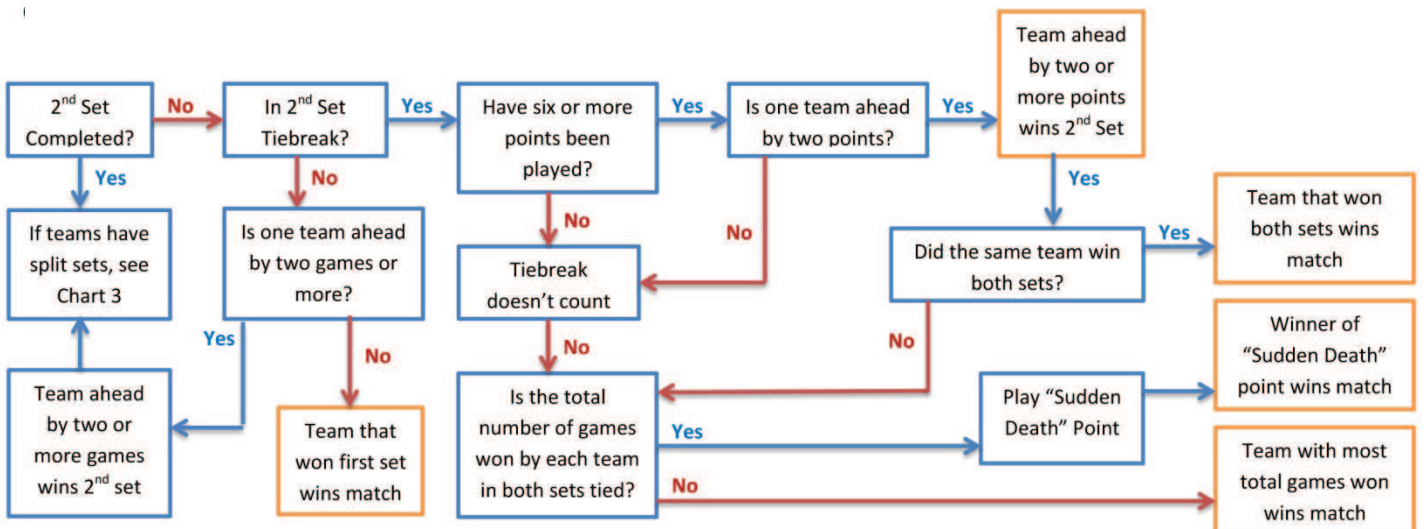 2nd Set
Completed?
No
In 2nd Set
Tiebreak?
Yes
Have six or more
points been
played?
Yes
Is one team ahead
by two points?
Yes
Team ahead
by two or
more points
wins 2nd Set
Yes
No
No
No
Yes
If teams have
split sets, see
Chart 3
Is one team ahead
by two games or
more?
Tiebreak
doesn't count
Did the same team win
both sets?
Yes
Team that won
both sets wins
match
Yes
No
No
No
Team ahead
by two or
more games
wins 2nd set
Team that
won first set
wins match
Is the total
number of games
won by each team
in both sets tied?
Yes
No
Play “Sudden
Death” Point
Winner of
“Sudden Death”
point wins match
Team with most
total games won
wins match